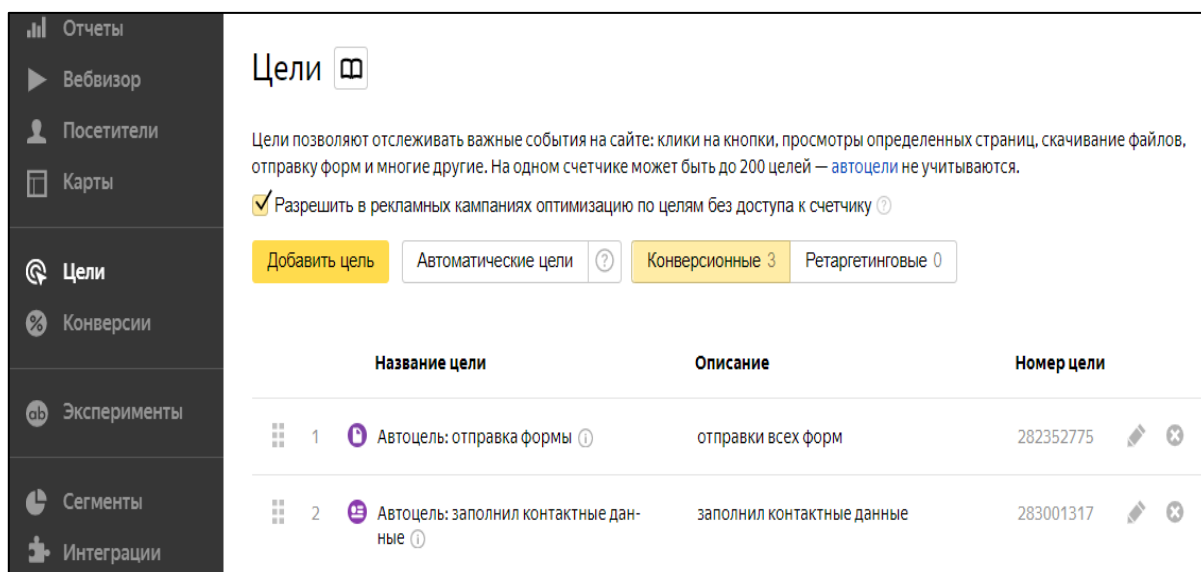 Отчеты
Вебвизор
Посетители
Карты
Цели
Конверсии
Эксперименты
Сегменты
Интеграции
Цели
Цели позволяют отслеживать важные события на сайте: клики на кнопки, просмотры определенных страниц, скачивание файлов,
отправку форм и многие другие. На одном счетчике может быть до 200 целей — автоцели не учитываются.
Разрешить в рекламных кампаниях оптимизацию по целям без доступа к счетчику ?
Добавить цель Автоматические цели ? Конверсионные 3 Ретаргетинговые 0
Название цели Описание Номер цели
1 Автоцель: отправка формы i отправки всех форм 282352775
2 Автоцель: заполнил контактные дан- заполнил контактные данные 283001317
ные i